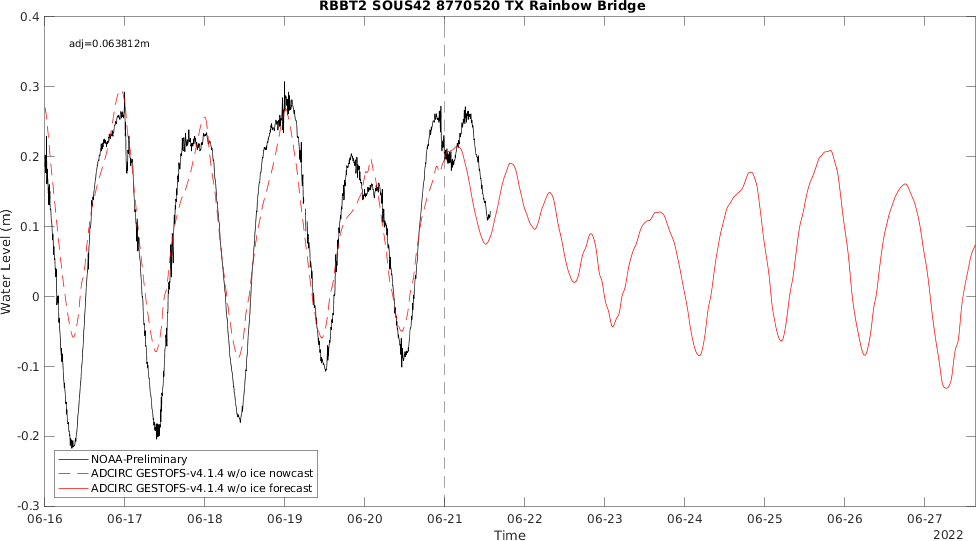 RBBT2 SOUS42 8770520 TX Rainbow Bridge
adj=0.063812m
0.4
0.3
0.2
0.1
0
-0.1
-0.2
-0.3
Water Level (m)
NOAA-Preliminary
ADCIRC GESTOFS-v4.1.4 w/o ice nowcast
ADCIRC GESTOFS-v4.1.4 w/o ice forecast
06-16 06-17 06-18 06-19 06-20 06-21 06-22 06-23 06-24 06-25 06-26 06-27
Time
2022